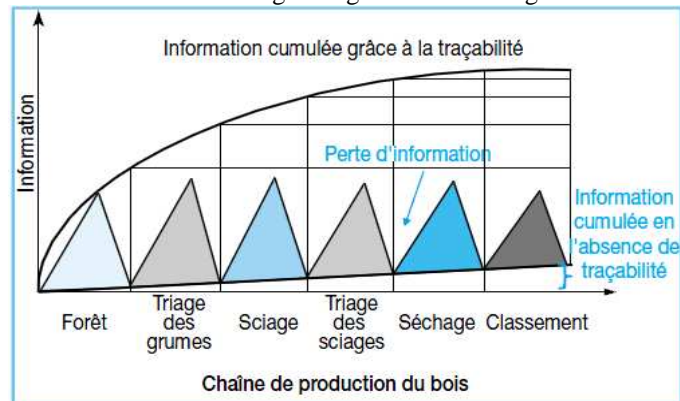 Information cumulée grâce à la traçabilité
Information
Perte d'information
Information
cumulée en
l'absence de
traçabilité
Forêt
Triage
des
grumes
Sciage
Triage
des
sciages
Séchage
Classement
Chaîne de production du bois